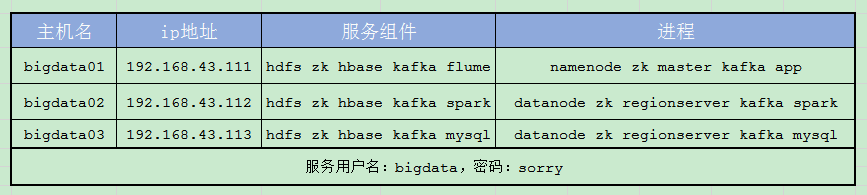 主机名 ip地址 服务组件 进程
bigdata01 192.168.43.111 hdfs zk hbase kafka flume namenode zk master kafka app
bigdata02 192.168.43.112 hdfs zk hbase kafka spark datanode zk regionserver kafka spark
bigdata03 192.168.43.113 hdfs zk hbase kafka mysql datanode zk regionserver kafka mysql
服务用户名：bigdata，密码：sorry